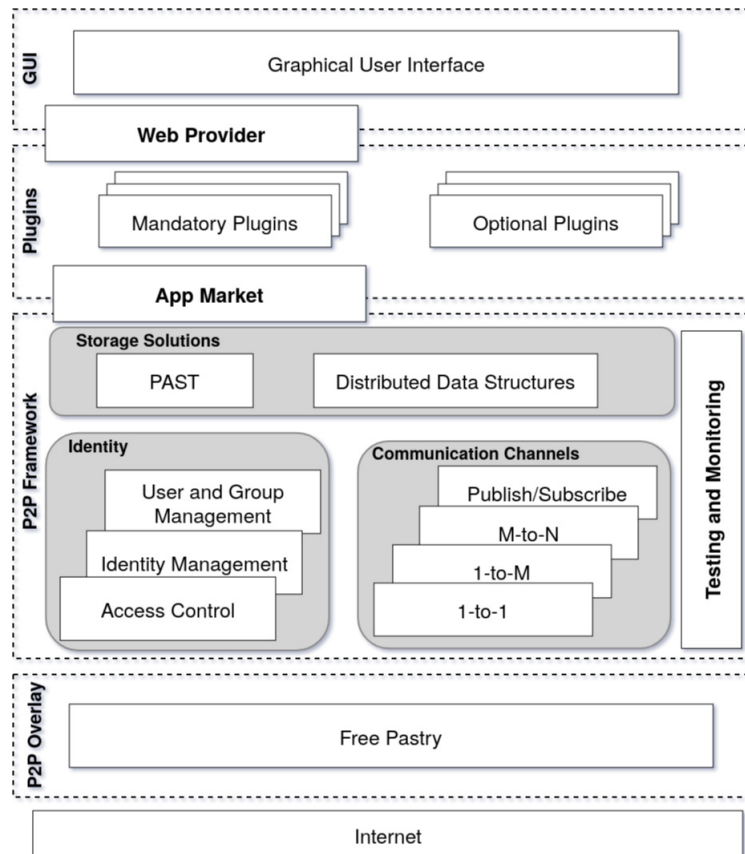 GUI
Graphical User Interface
Web Provider
Plugins
Mandatory Plugins
Optional Plugins
App Market
P2P Framework
Storage Solutions
PAST
Distributed Data Structures
Testing and Monitoring
Identity
User and Group
Management
Identity Management
Access Control
Communication Channels
Publish/Subscribe
M-to-N
1-to-M
1-to-1
P2P Overlay
Free Pastry
Internet